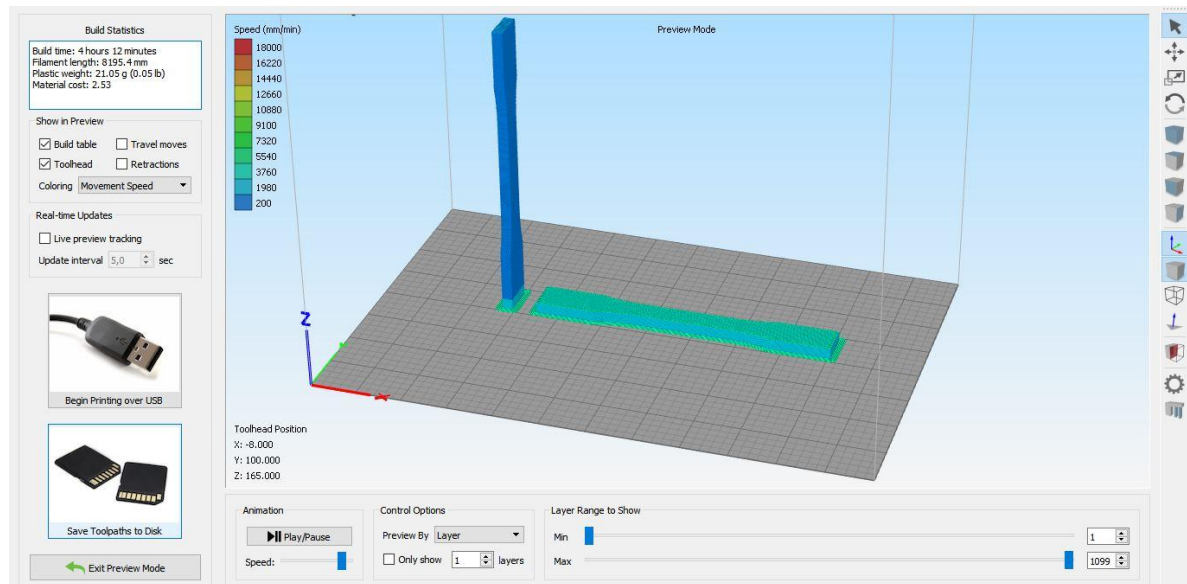 Build Statistics
Build time: 4 hours 12 minutes
Filament length: 8195.4 mm
Plastic weight: 21.05 g (0.05 lb)
Material cost: 2.53
Show in Preview
Build table
Travel moves
Toolhead
Retractions
Coloring Movement Speed
Real-time Updates
Live preview tracking
Update interval 5,0 sec
Begin Printing over USB
Save Toolpaths to Disk
Exit Preview Mode
Speed (mm/min)
18000
16220
14440
12660
10880
9100
7320
5540
3760
1980
200
Preview Mode
Z
X
Toolhead Position
X: -8.000
Y: 100.000
Z: 165.000
Animation
Play/Pause
Speed:
Control Options
Preview By Layer
Only show 1 layers
Layer Range to Show
Min 1
Max 1099